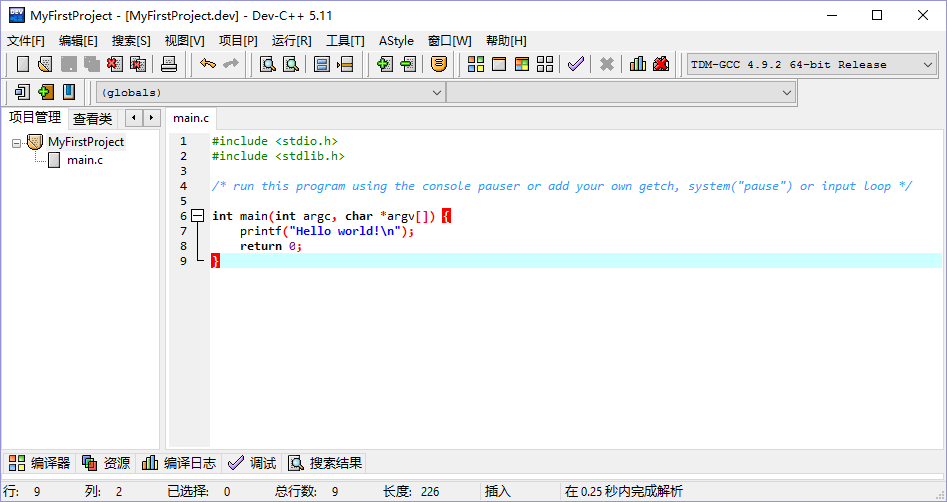 MyFirstProject - [MyFirstProject.dev] - Dev-C++ 5.11
文件[F] 编辑[E] 搜索[S] 视图[V] 项目[P] 运行[R] 工具[T] AStyle 窗口[W] 帮助[H]
TDM-GCC 4.9.2 64-bit Release
(globals)
项目管理 查看类
main.c
MyFirstProject
main.c
1 #include <stdio.h>
2 #include <stdlib.h>
3
4 /* run this program using the console pauser or add your own getch, system("pause") or input loop */
5
6 int main(int argc, char *argv[]) {
7 printf("Hello world!\n");
8 return 0;
9 }
编译器 资源 编译日志 调试 搜索结果
行: 9 列: 2 已选择: 0 总行数: 9 长度: 226 插入 在 0.25 秒内完成解析